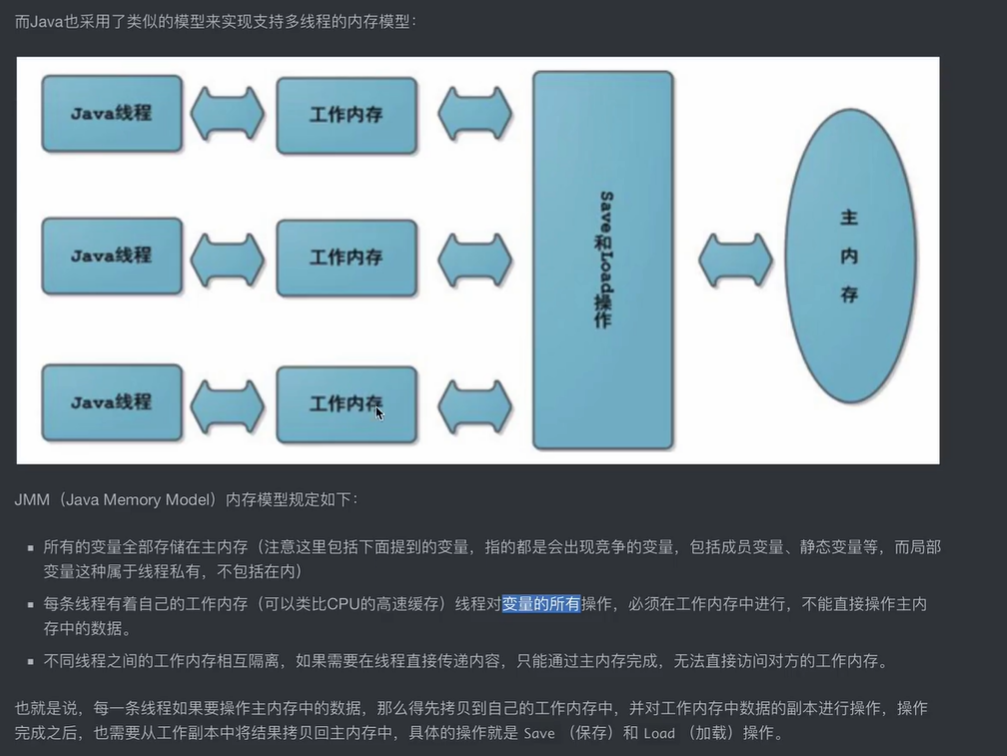 而Java也采用了类似的模型来实现支持多线程的内存模型：
Java线程
工作内存
Java线程
工作内存
Java线程
工作内存
Save和Load操作
主内存
JMM（Java Memory Model）内存模型规定如下：
▪ 所有的变量全部存储在主内存（注意这里包括下面提到的变量，指的都是会出现竞争的变量，包括成员变量、静态变量等，而局部
变量这种属于线程私有，不包括在内）
▪ 每条线程有着自己的工作内存（可以类比CPU的高速缓存）线程对变量的所有操作，必须在工作内存中进行，不能直接操作主内
存中的数据。
▪ 不同线程之间的工作内存相互隔离，如果需要在线程直接传递内容，只能通过主内存完成，无法直接访问对方的工作内存。
也就是说，每一条线程如果要操作主内存中的数据，那么得先拷贝到自己的工作内存中，并对工作内存中数据的副本进行操作，操作
完成之后，也需要从工作副本中将结果拷贝回主内存中，具体的操作就是 Save （保存）和 Load （加载）操作。